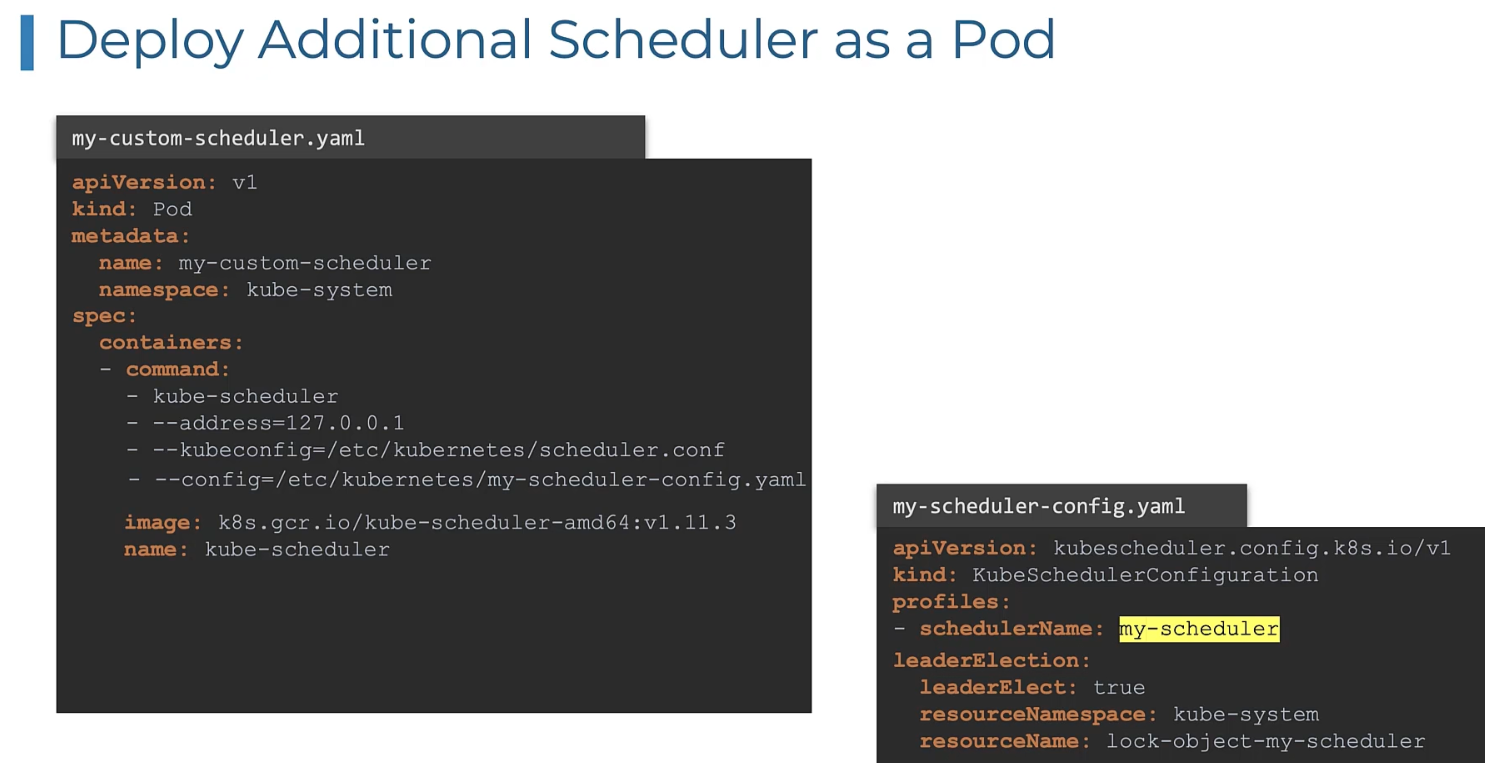 Deploy Additional Scheduler as a Pod
my-custom-scheduler.yaml
apiVersion: v1
kind: Pod
metadata:
  name: my-custom-scheduler
  namespace: kube-system
spec:
  containers:
  - command:
    - kube-scheduler
    - --address=127.0.0.1
    - --kubeconfig=/etc/kubernetes/scheduler.conf
    - --config=/etc/kubernetes/my-scheduler-config.yaml
    image: k8s.gcr.io/kube-scheduler-amd64:v1.11.3
    name: kube-scheduler
my-scheduler-config.yaml
apiVersion: kubescheduler.config.k8s.io/v1
kind: KubeSchedulerConfiguration
profiles:
- schedulerName: my-scheduler
leaderElection:
  leaderElect: true
  resourceNamespace: kube-system
  resourceName: lock-object-my-scheduler